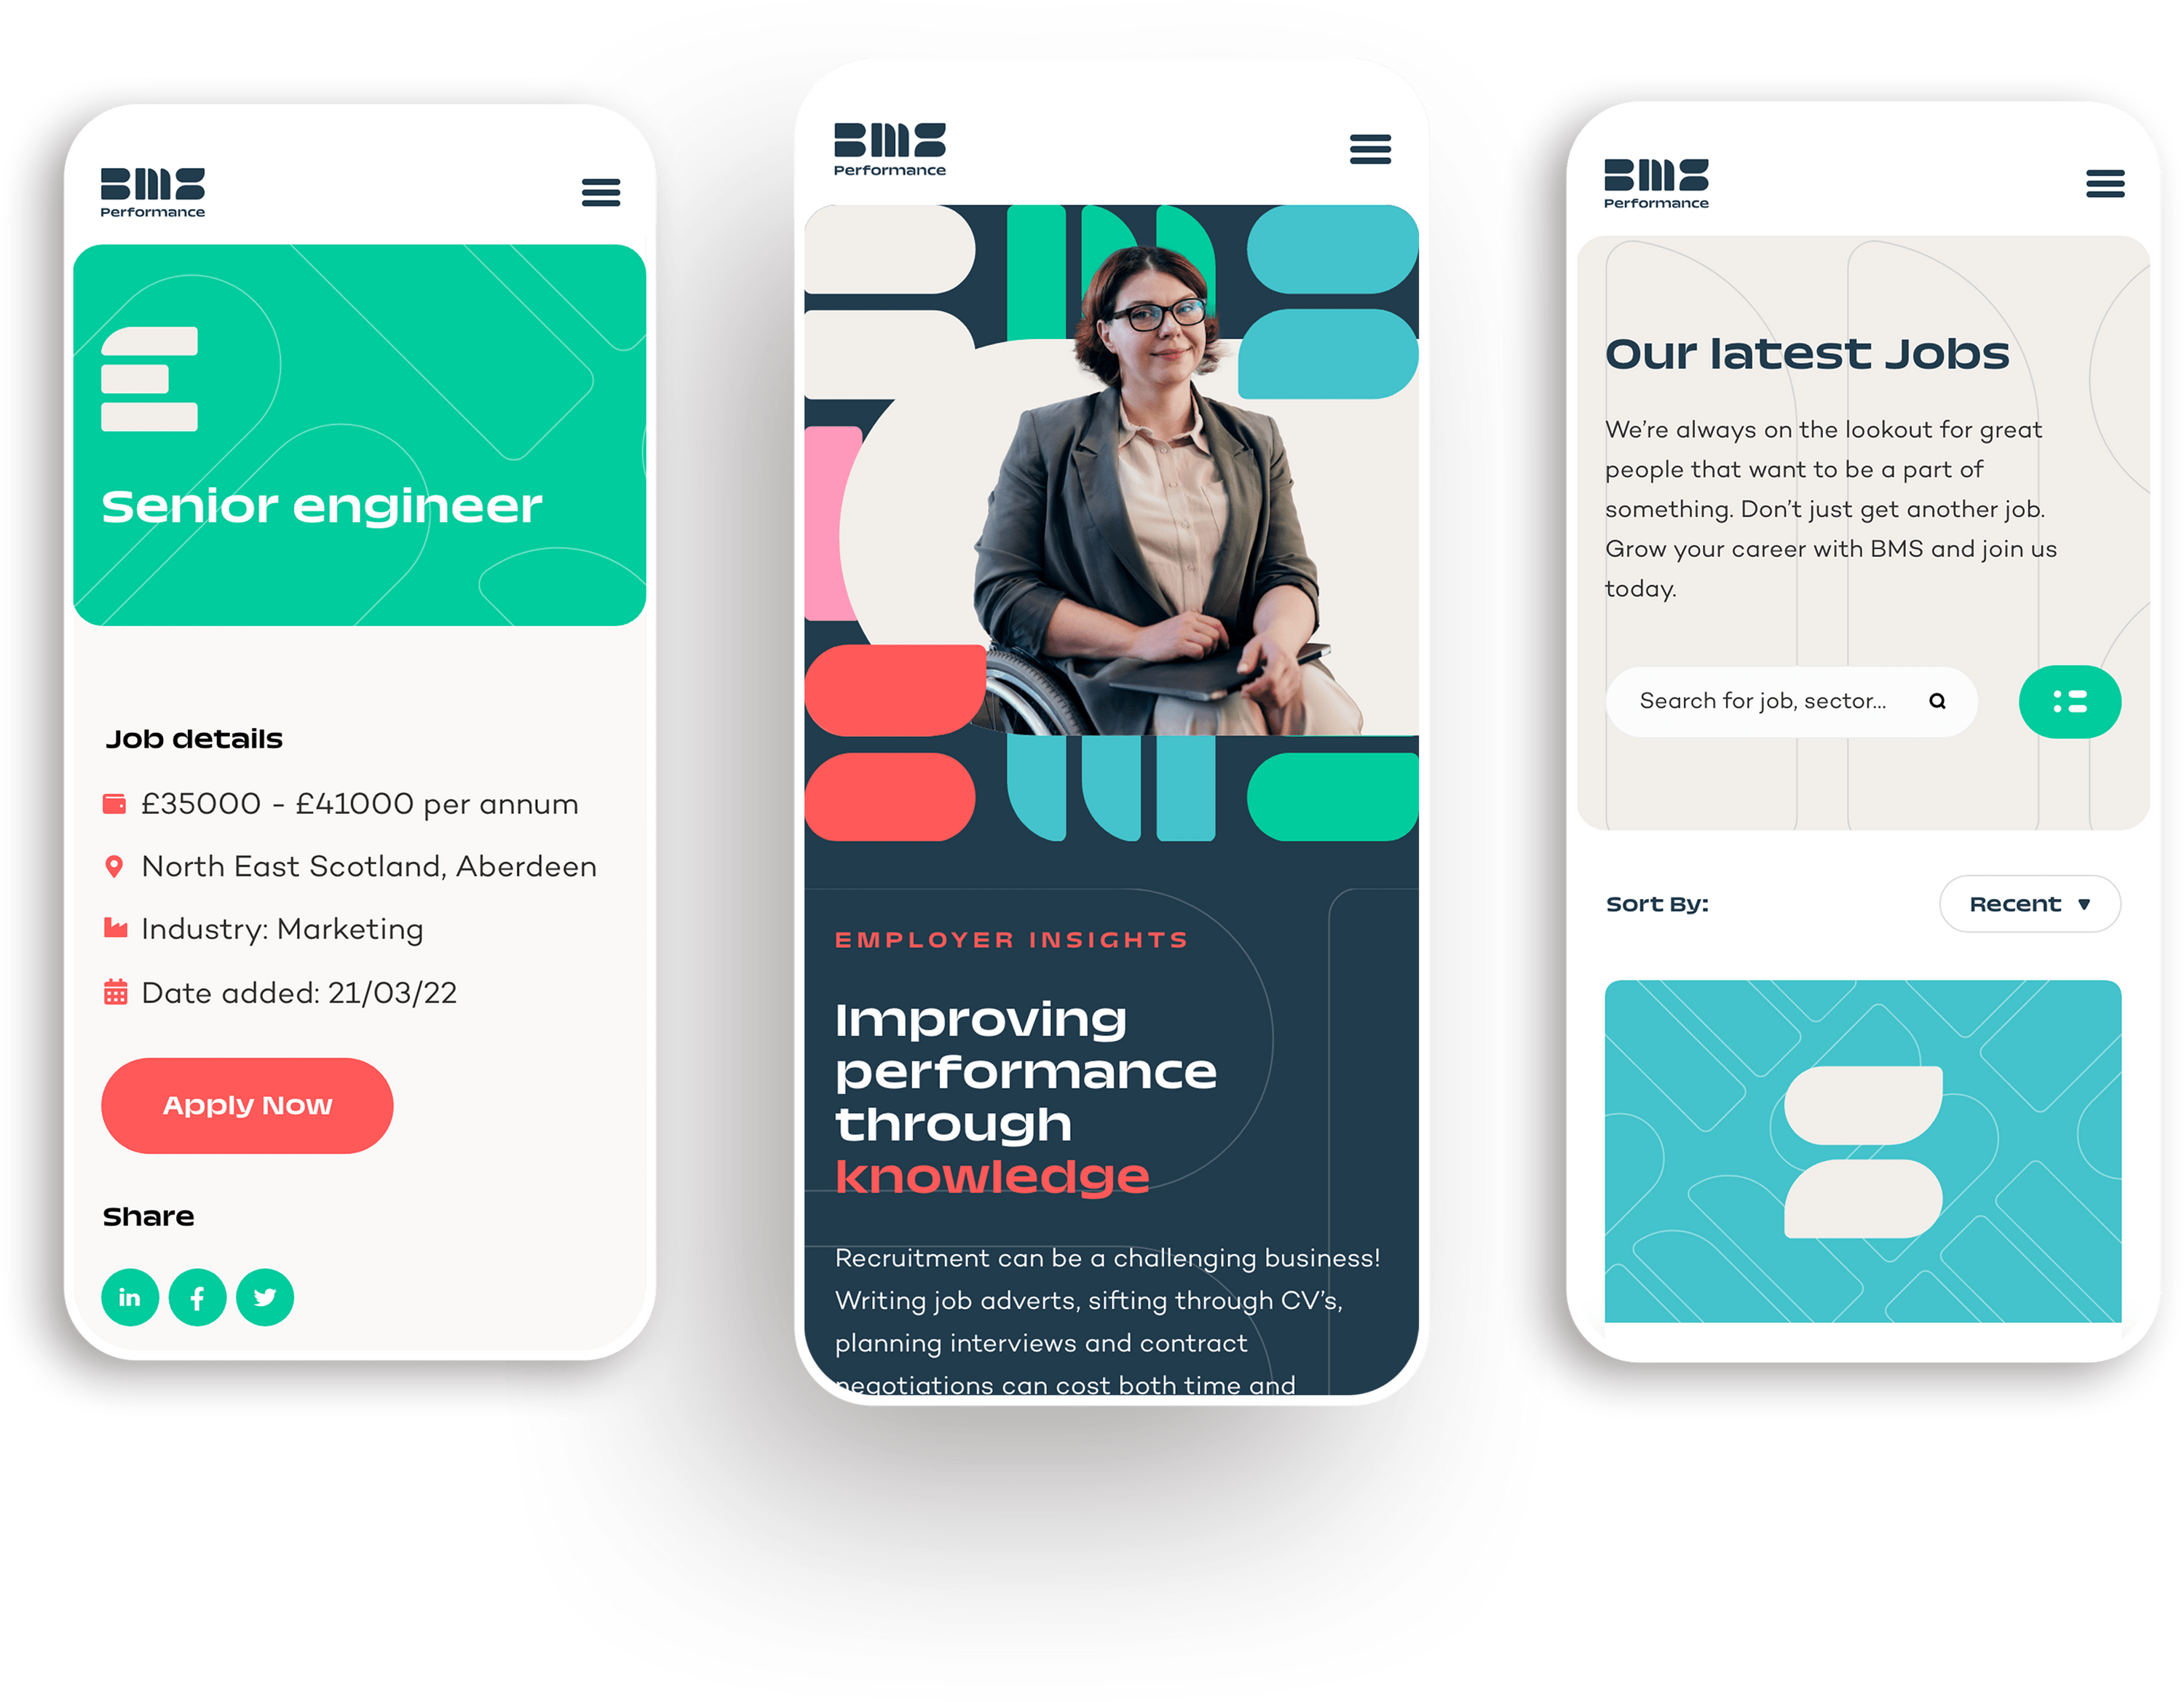 BMS
Performance
Senior engineer
Job details
£35000 - £41000 per annum
North East Scotland, Aberdeen
Industry: Marketing
Date added: 21/03/22
Apply Now
Share
in
f
BMS
Performance
EMPLOYER INSIGHTS
Improving
performance
through
knowledge
Recruitment can be a challenging business!
Writing job adverts, sifting through CV's,
planning interviews and contract
negotiations can cost both time and
BMS
Performance
Our latest Jobs
We're always on the lookout for great
people that want to be a part of
something. Don't just get another job.
Grow your career with BMS and join us
today.
Search for job, sector...
Sort By:
Recent